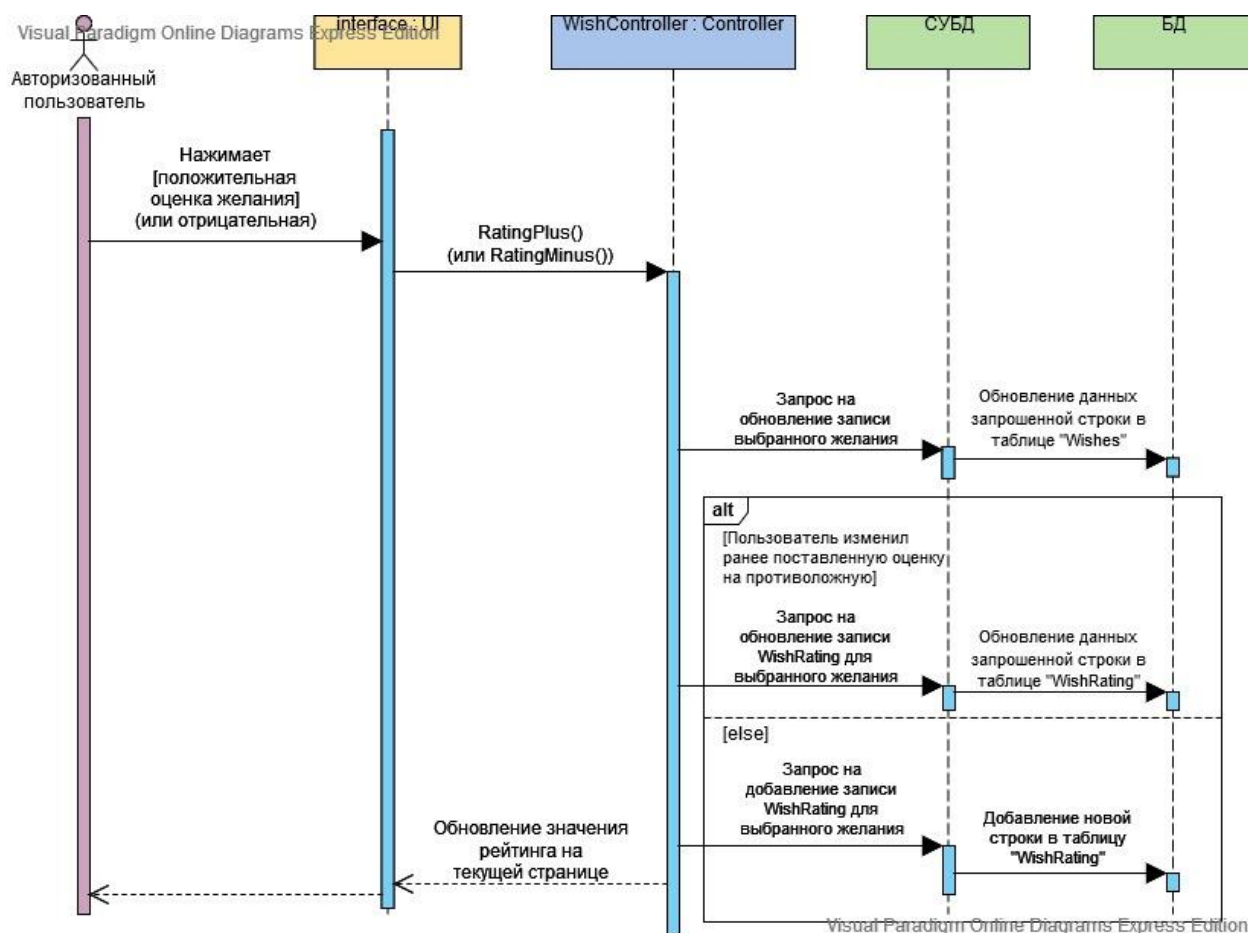 Visual Paradigm Online Diagrams Express Edition
interface : UI
WishController : Controller
СУБД
БД
Авторизованный
пользователь
Нажимает
[положительная
оценка желания]
(или отрицательная)
RatingPlus()
(или RatingMinus())
Запрос на
обновление записи
выбранного желания
Обновление данных
запрошенной строки в
таблице "Wishes"
alt
[Пользователь изменил
ранее поставленную оценку
на противоложную]
Запрос на
обновление записи
WishRating для
выбранного желания
Обновление данных
запрошенной строки в
таблице "WishRating"
[else]
Запрос на
добавление записи
WishRating для
выбранного желания
Добавление новой
строки в таблицу
"WishRating"
Обновление значения
рейтинга на
текущей странице
Visual Paradigm Online Diagrams Express Edition